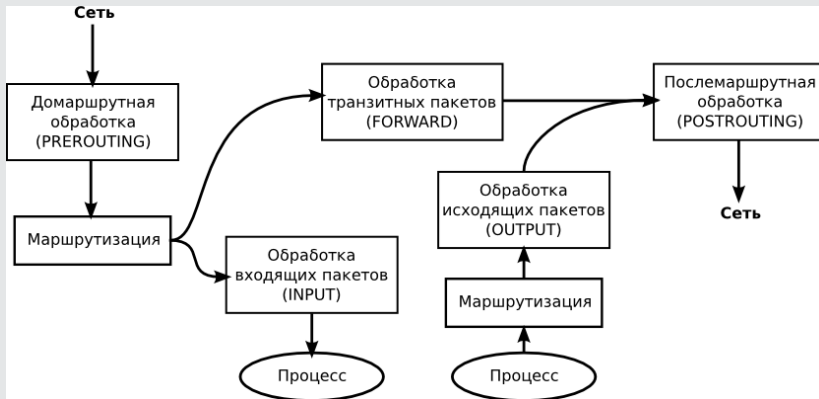 Сеть
Домаршрутная
обработка
(PREROUTING)
Маршрутизация
Обработка
транзитных пакетов
(FORWARD)
Обработка
входящих пакетов
(INPUT)
Процесс
Послемаршрутная
обработка
(POSTROUTING)
Сеть
Обработка
исходящих пакетов
(OUTPUT)
Маршрутизация
Процесс